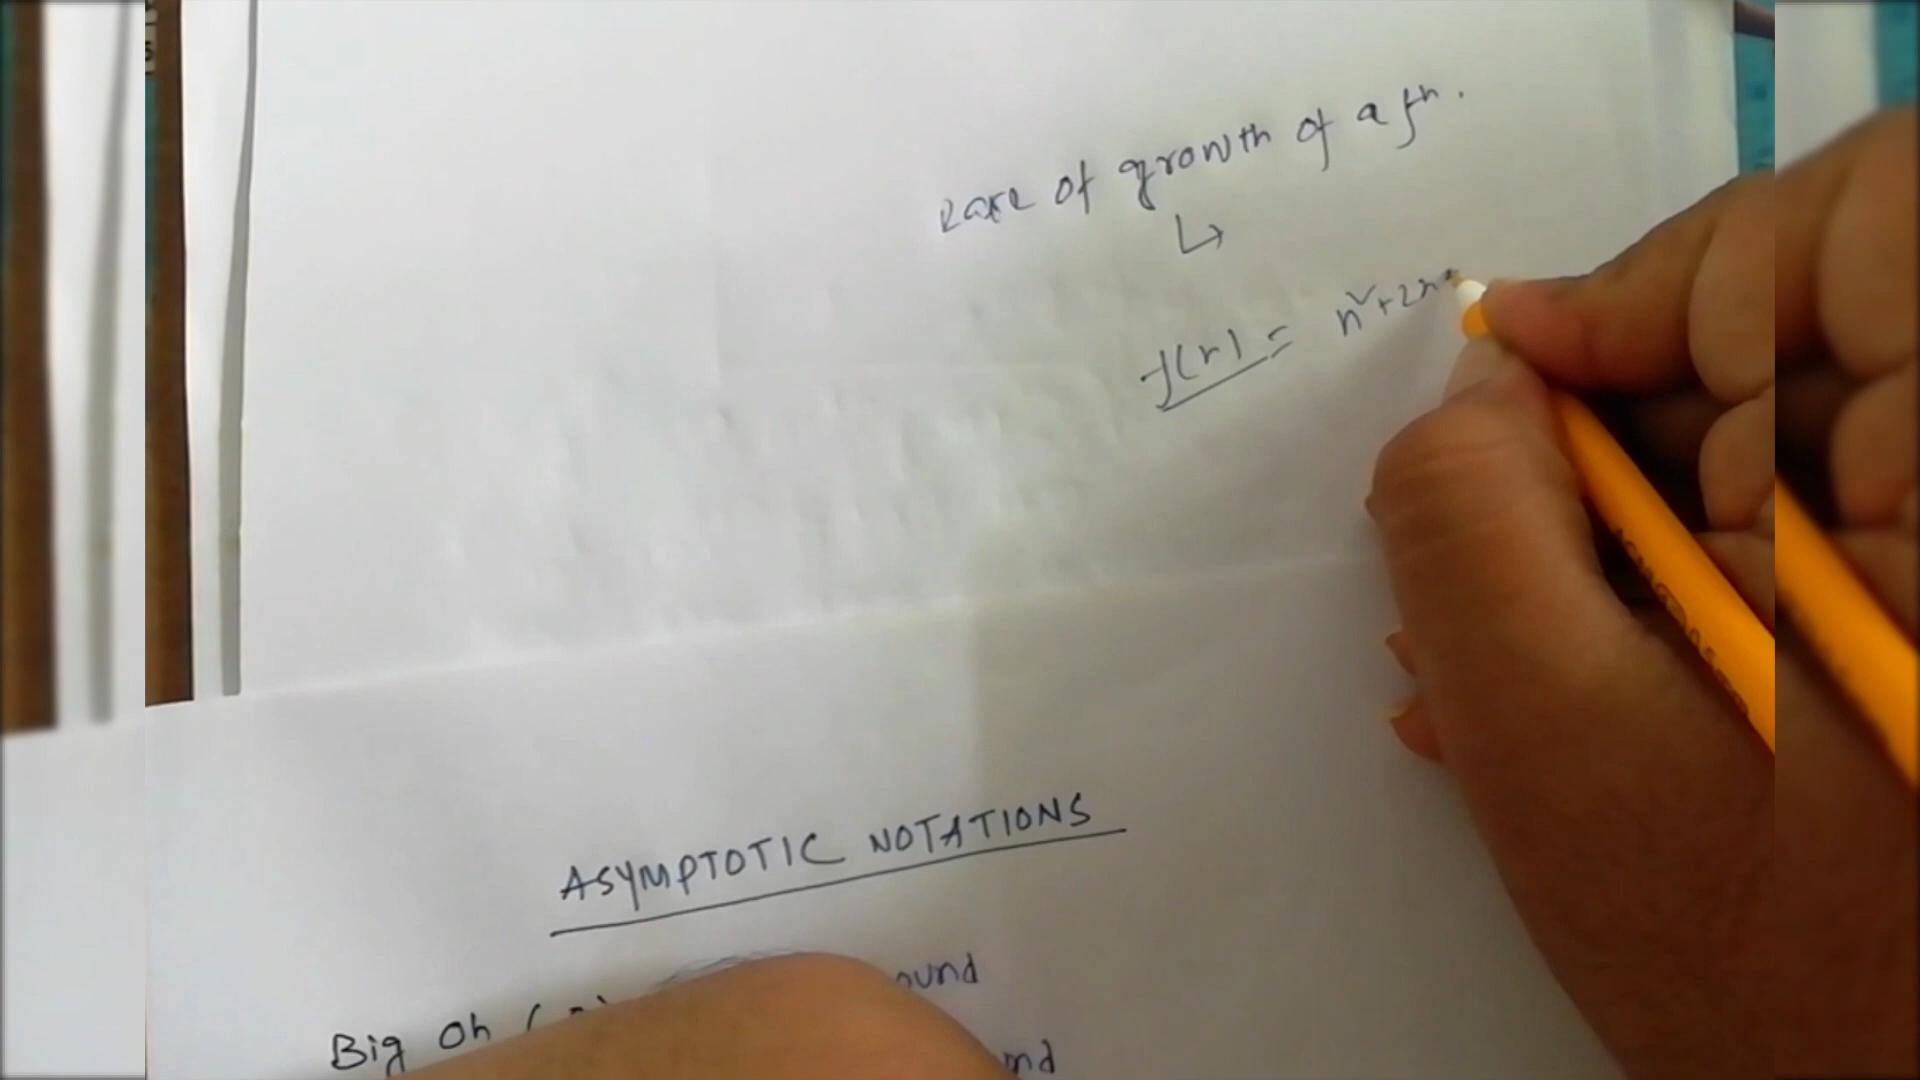 Rate of growth of a fn.
↳
f(n) = n²+2n+
ASYMPTOTIC NOTATIONS
Big Oh (
ound
nd